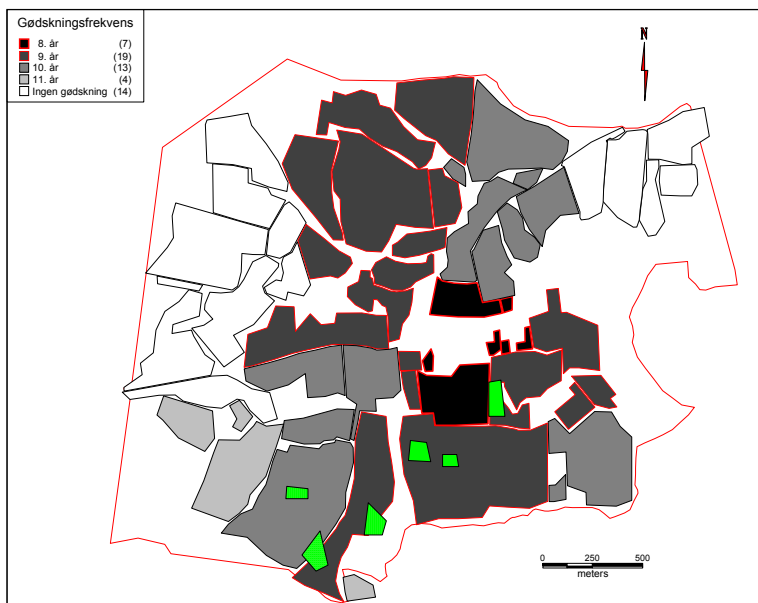 Gødskningsfrekvens
8. år (7)
9. år (19)
10. år (13)
11. år (4)
Ingen gødskning (14)
N
0 250 500
meters